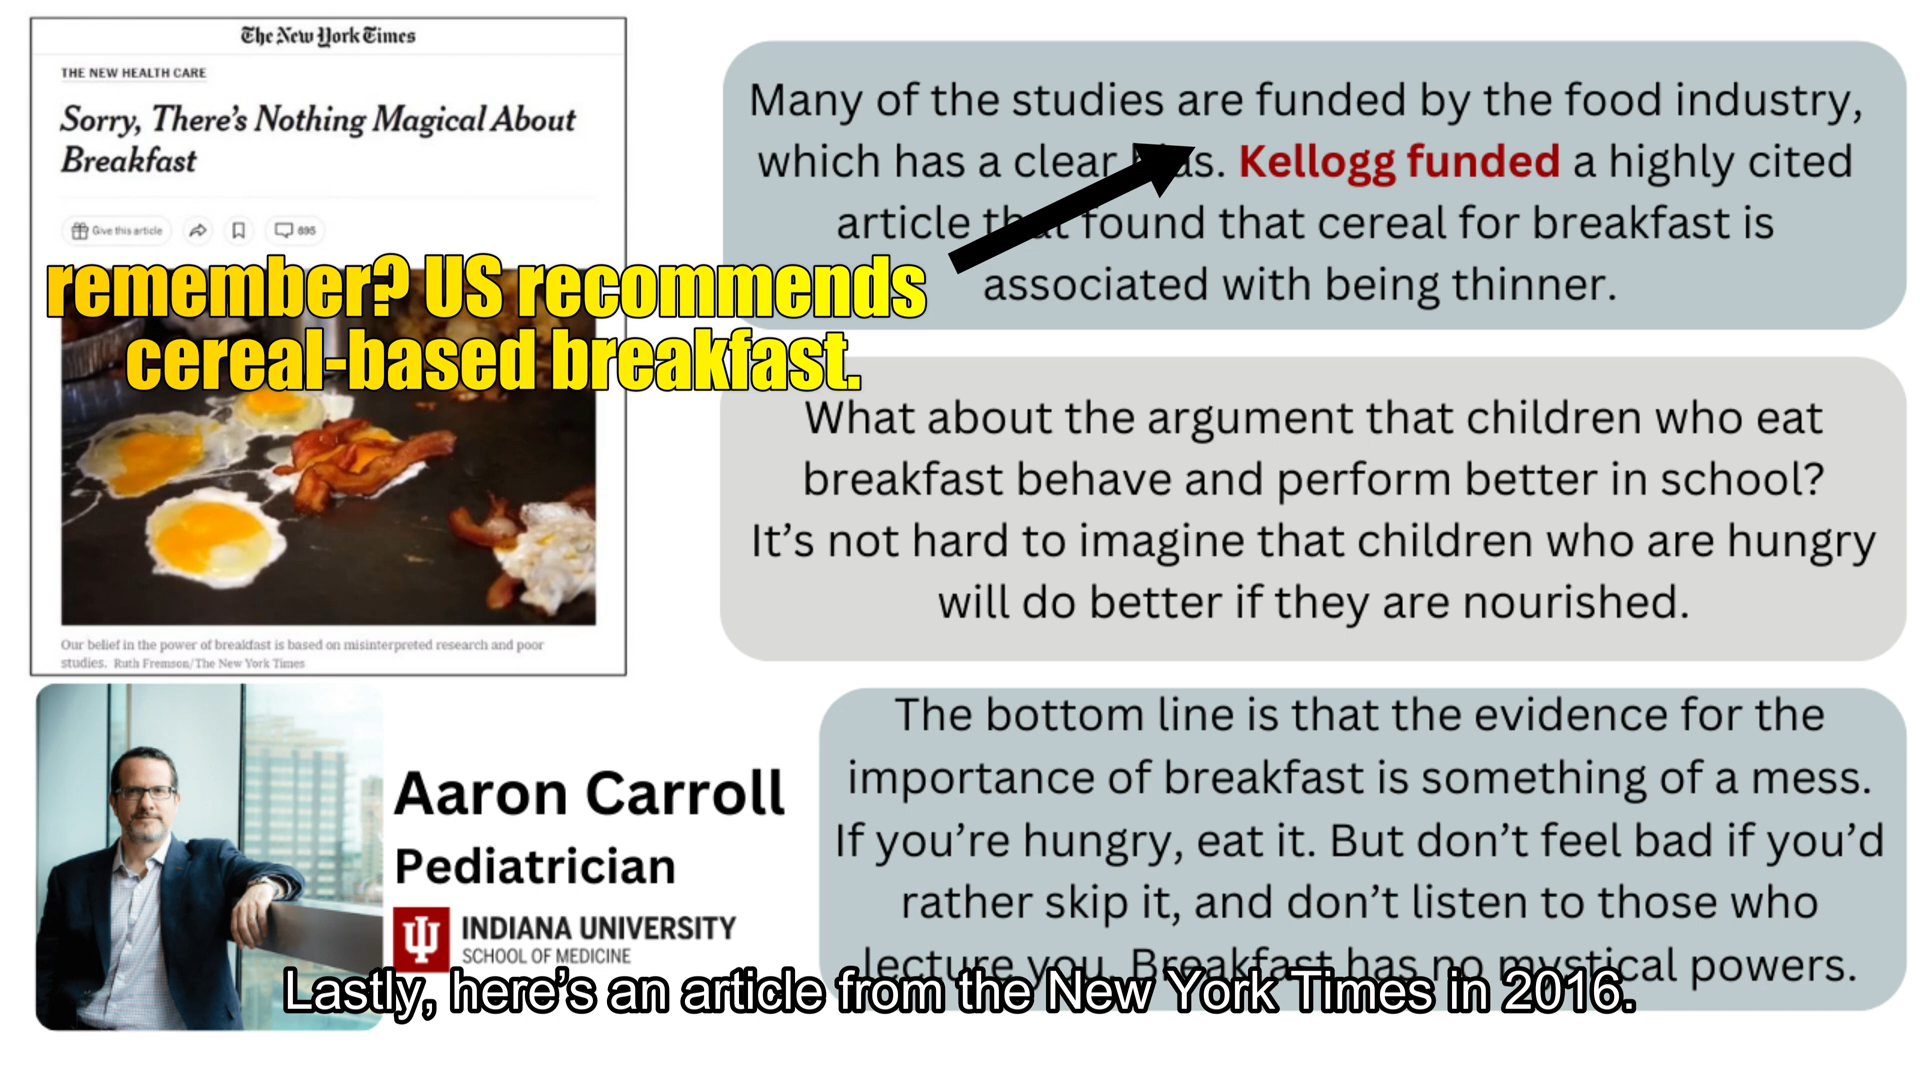 The New York Times
THE NEW HEALTH CARE
Sorry, There's Nothing Magical About
Breakfast
Give this article
695
remember? US recommends
cereal-based breakfast.
Our belief in the power of breakfast is based on misinterpreted research and poor
studies. Ruth Fremson/The New York Times
Many of the studies are funded by the food industry,
which has a clear bias. Kellogg funded a highly cited
article that found that cereal for breakfast is
associated with being thinner.
What about the argument that children who eat
breakfast behave and perform better in school?
It's not hard to imagine that children who are hungry
will do better if they are nourished.
Aaron Carroll
Pediatrician
INDIANA UNIVERSITY
SCHOOL OF MEDICINE
The bottom line is that the evidence for the
importance of breakfast is something of a mess.
If you're hungry, eat it. But don't feel bad if you'd
rather skip it, and don't listen to those who
lecture you. Breakfast has no mystical powers.
Lastly, here's an article from the New York Times in 2016.